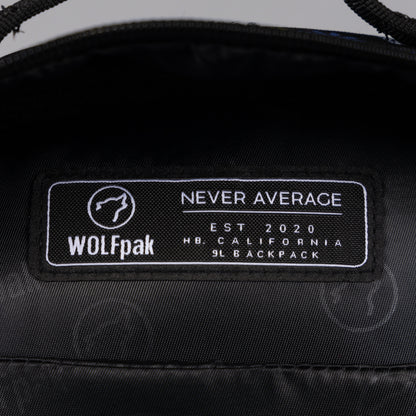 WOLFpak
NEVER AVERAGE
EST 2020
HB. CALIFORNIA
9L BACKPACK